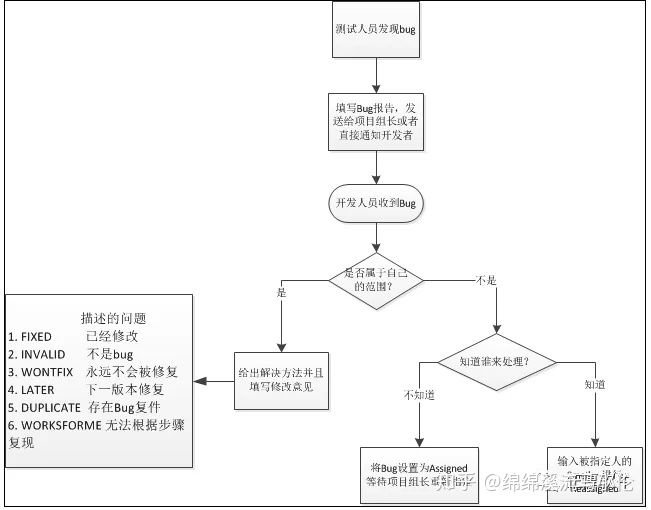 测试人员发现bug
填写Bug报告，发
送给项目组长或者
直接通知开发者
开发人员收到Bug
是否属于自己
的范围？
是
不是
描述的问题
1. FIXED 已经修改
2. INVALID 不是bug
3. WONTFIX 永远不会被修复
4. LATER 下一版本修复
5. DUPLICATE 存在Bug复件
6. WORKSFORME 无法根据步骤
复现
给出解决方法并且
填写修改意见
知道谁来处理？
不知道
知道
将Bug设置为Assigned
等待项目组长重新指
输入被指定人的
Reassigned
知乎